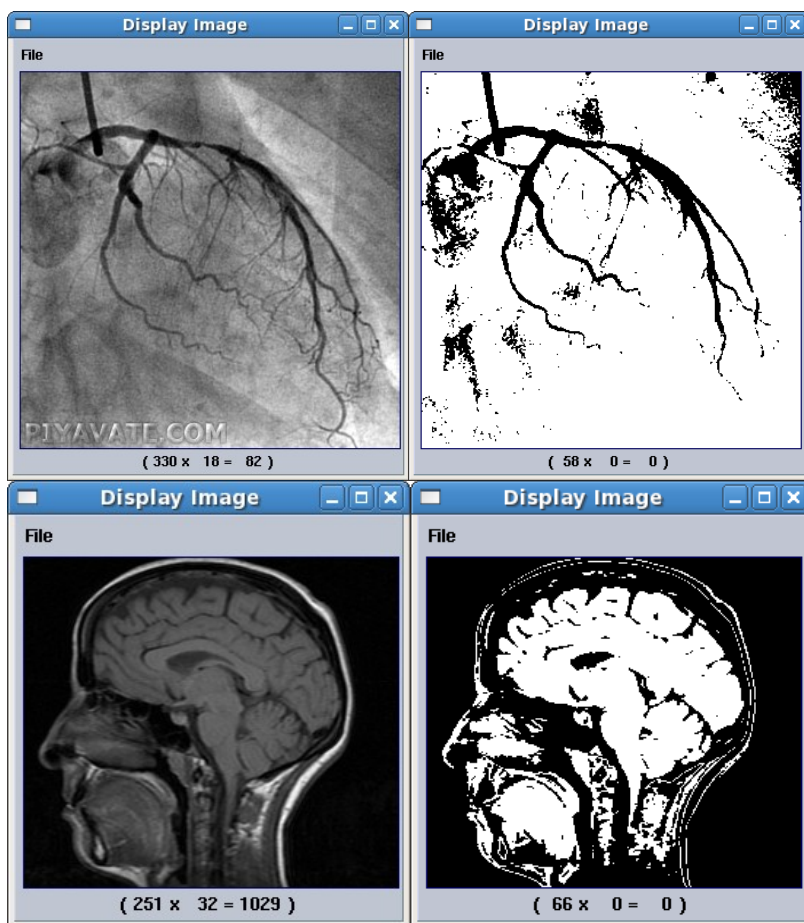 Display Image
File
PIYAVATE.COM
( 330 x 18 = 82 )
Display Image
File
( 58 x 0 = 0 )
Display Image
File
( 251 x 32 = 1029 )
Display Image
File
( 66 x 0 = 0 )